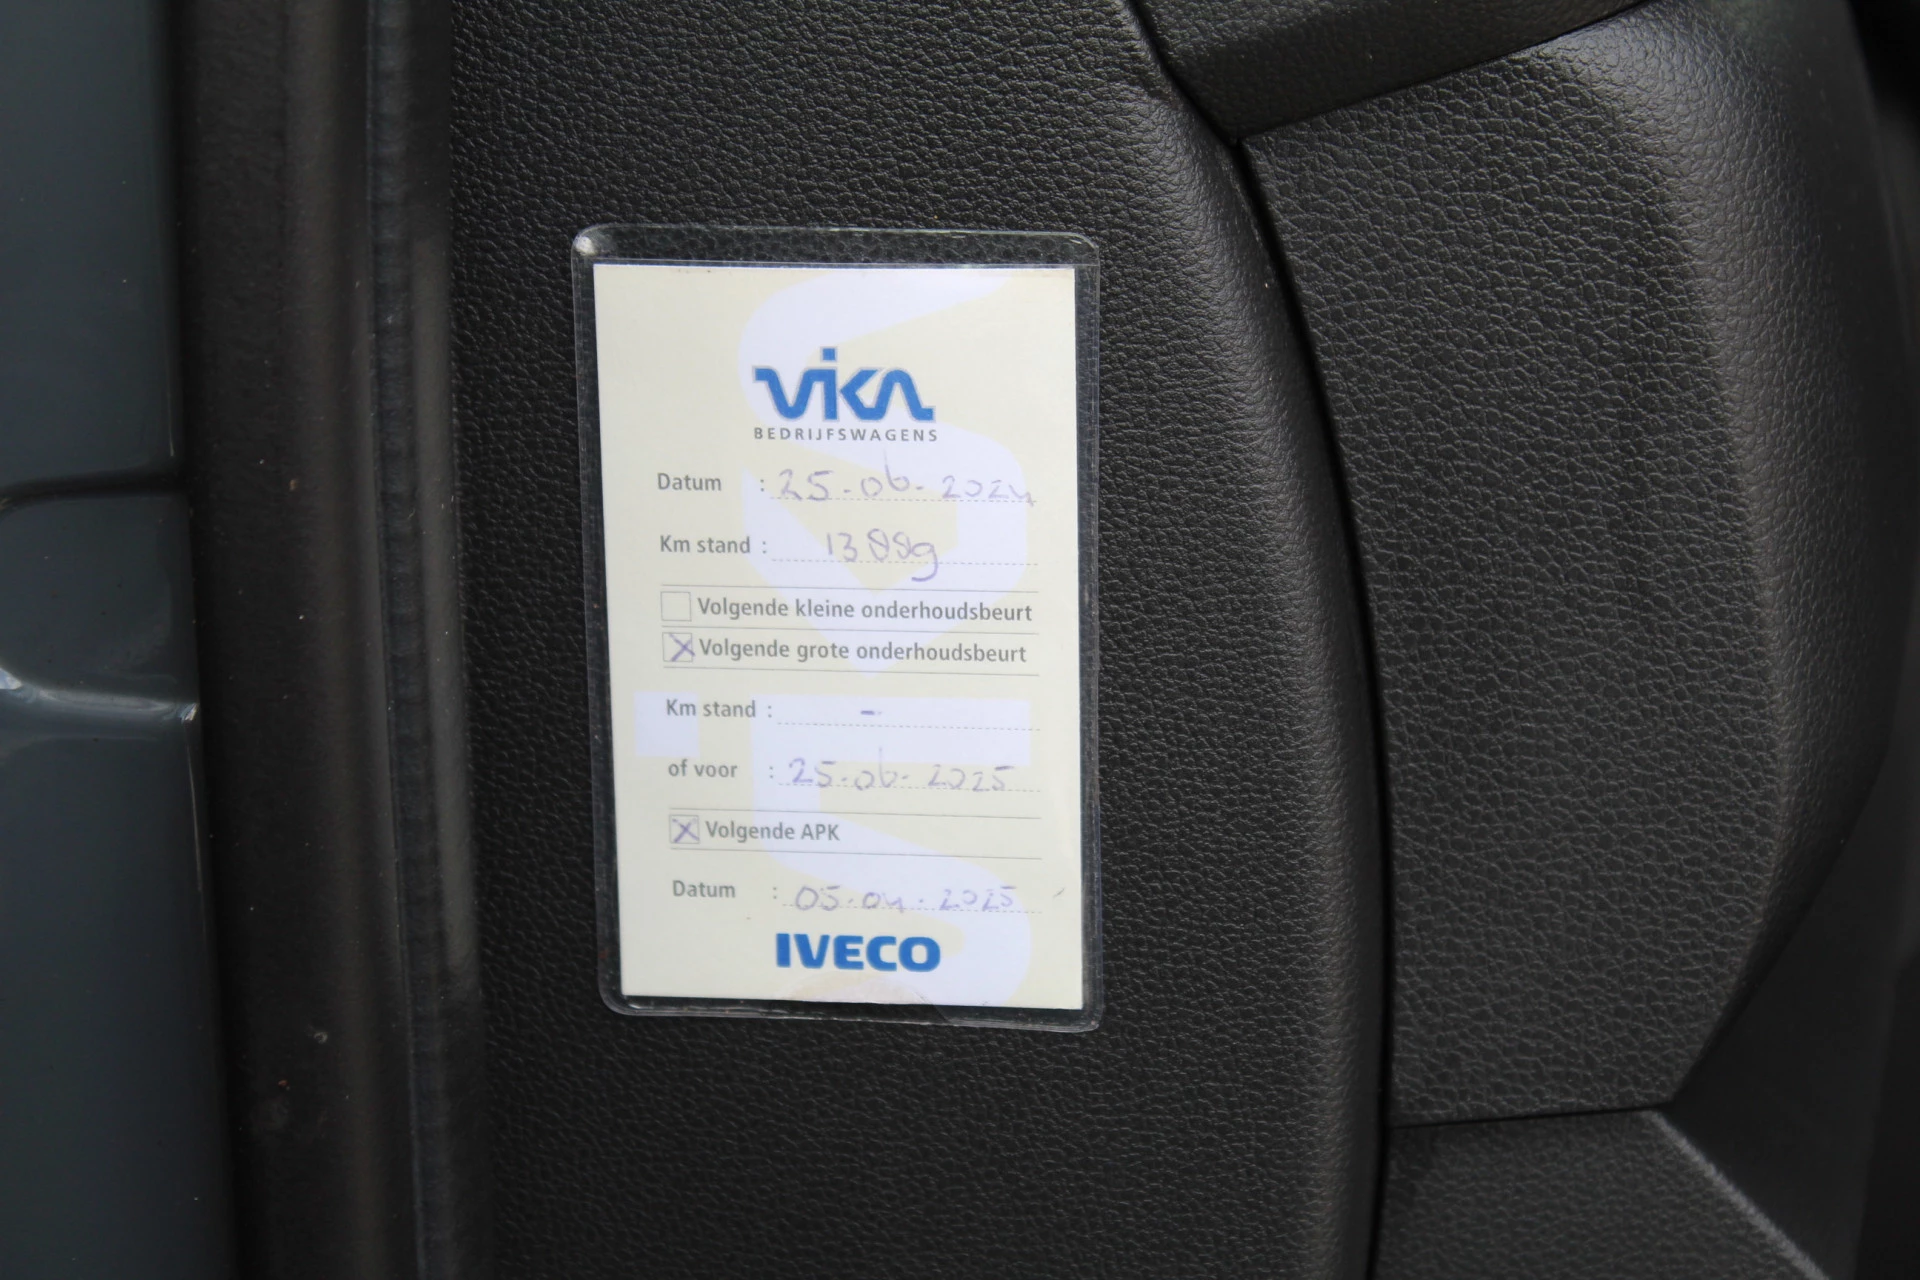 VIKA
BEDRIJFSWAGENS
Datum : 25-06-2024
Km stand : 13889
Volgende kleine onderhoudsbeurt
Volgende grote onderhoudsbeurt
Km stand : -
of voor : 25-06-2025
Volgende APK
Datum : 05-04-2025
IVECO